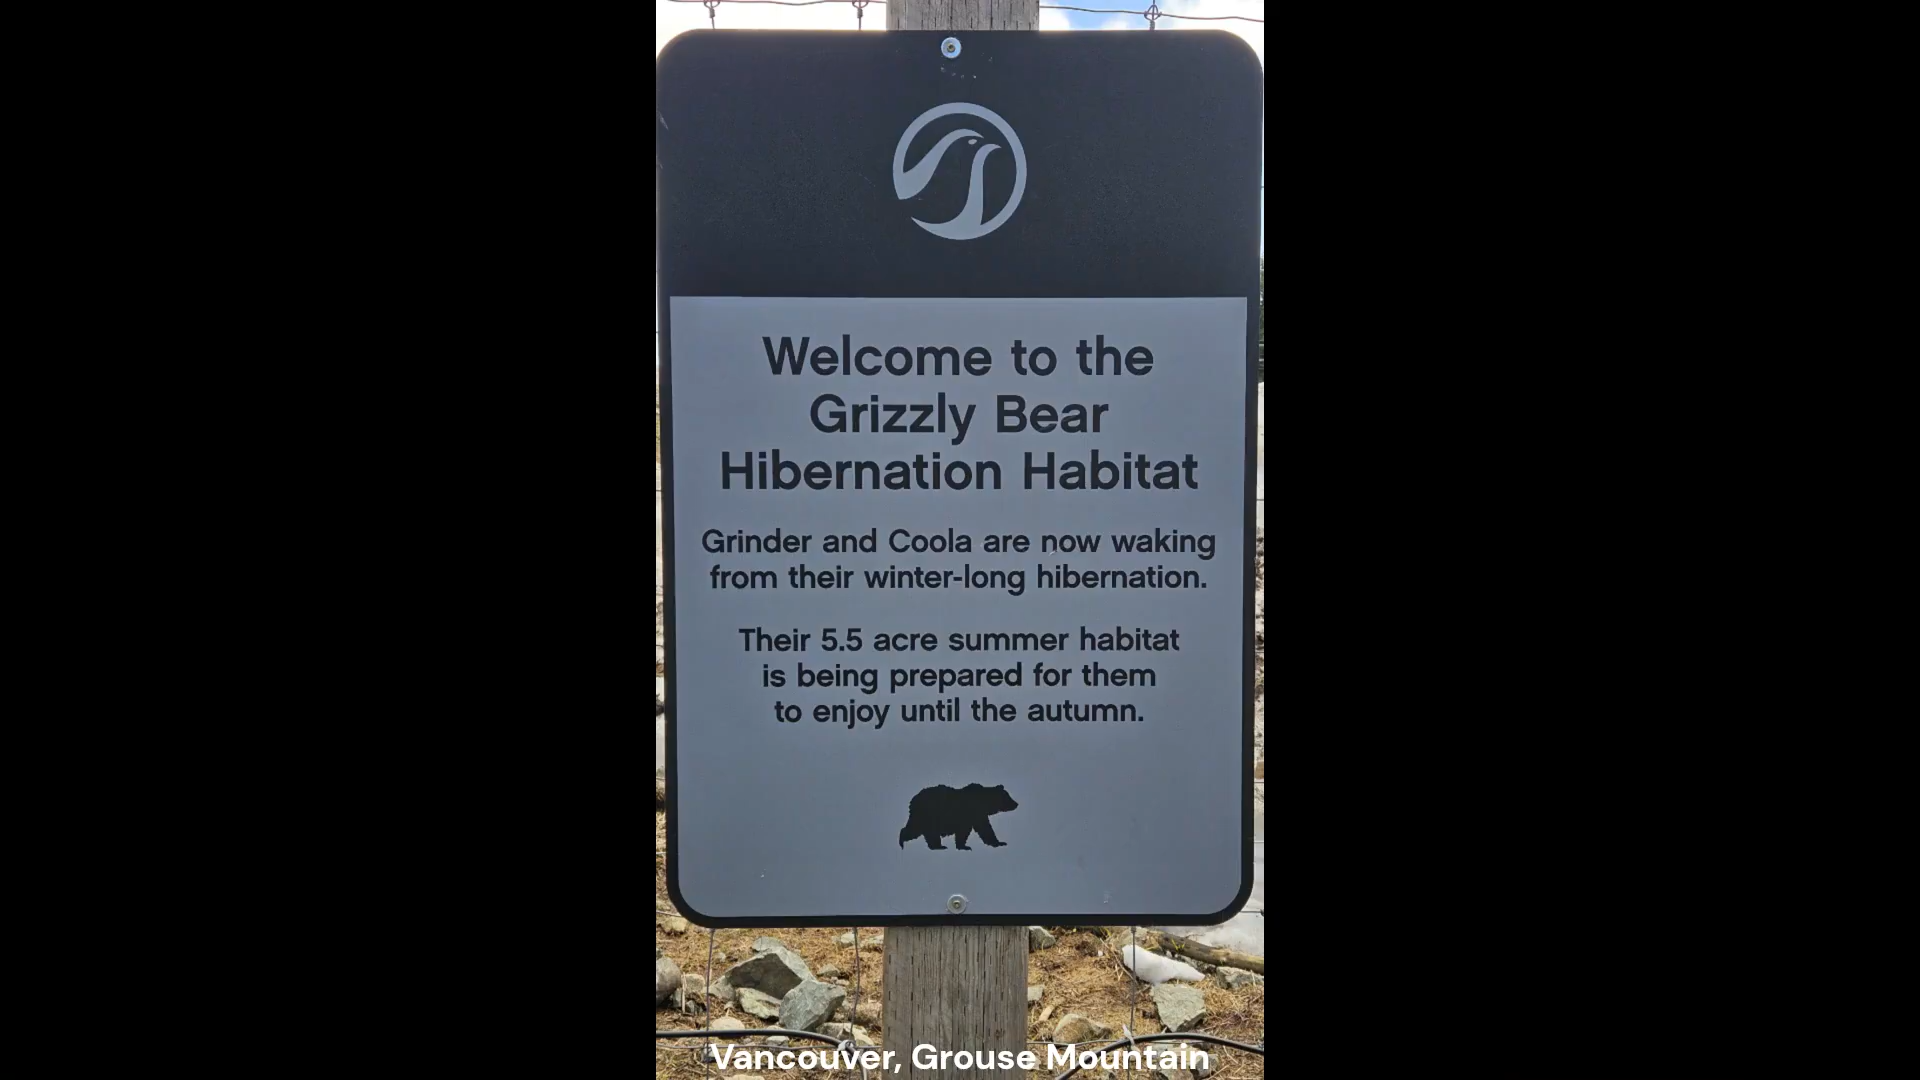 Welcome to the
Grizzly Bear
Hibernation Habitat
Grinder and Coola are now waking
from their winter-long hibernation.
Their 5.5 acre summer habitat
is being prepared for them
to enjoy until the autumn.
Vancouver, Grouse Mountain